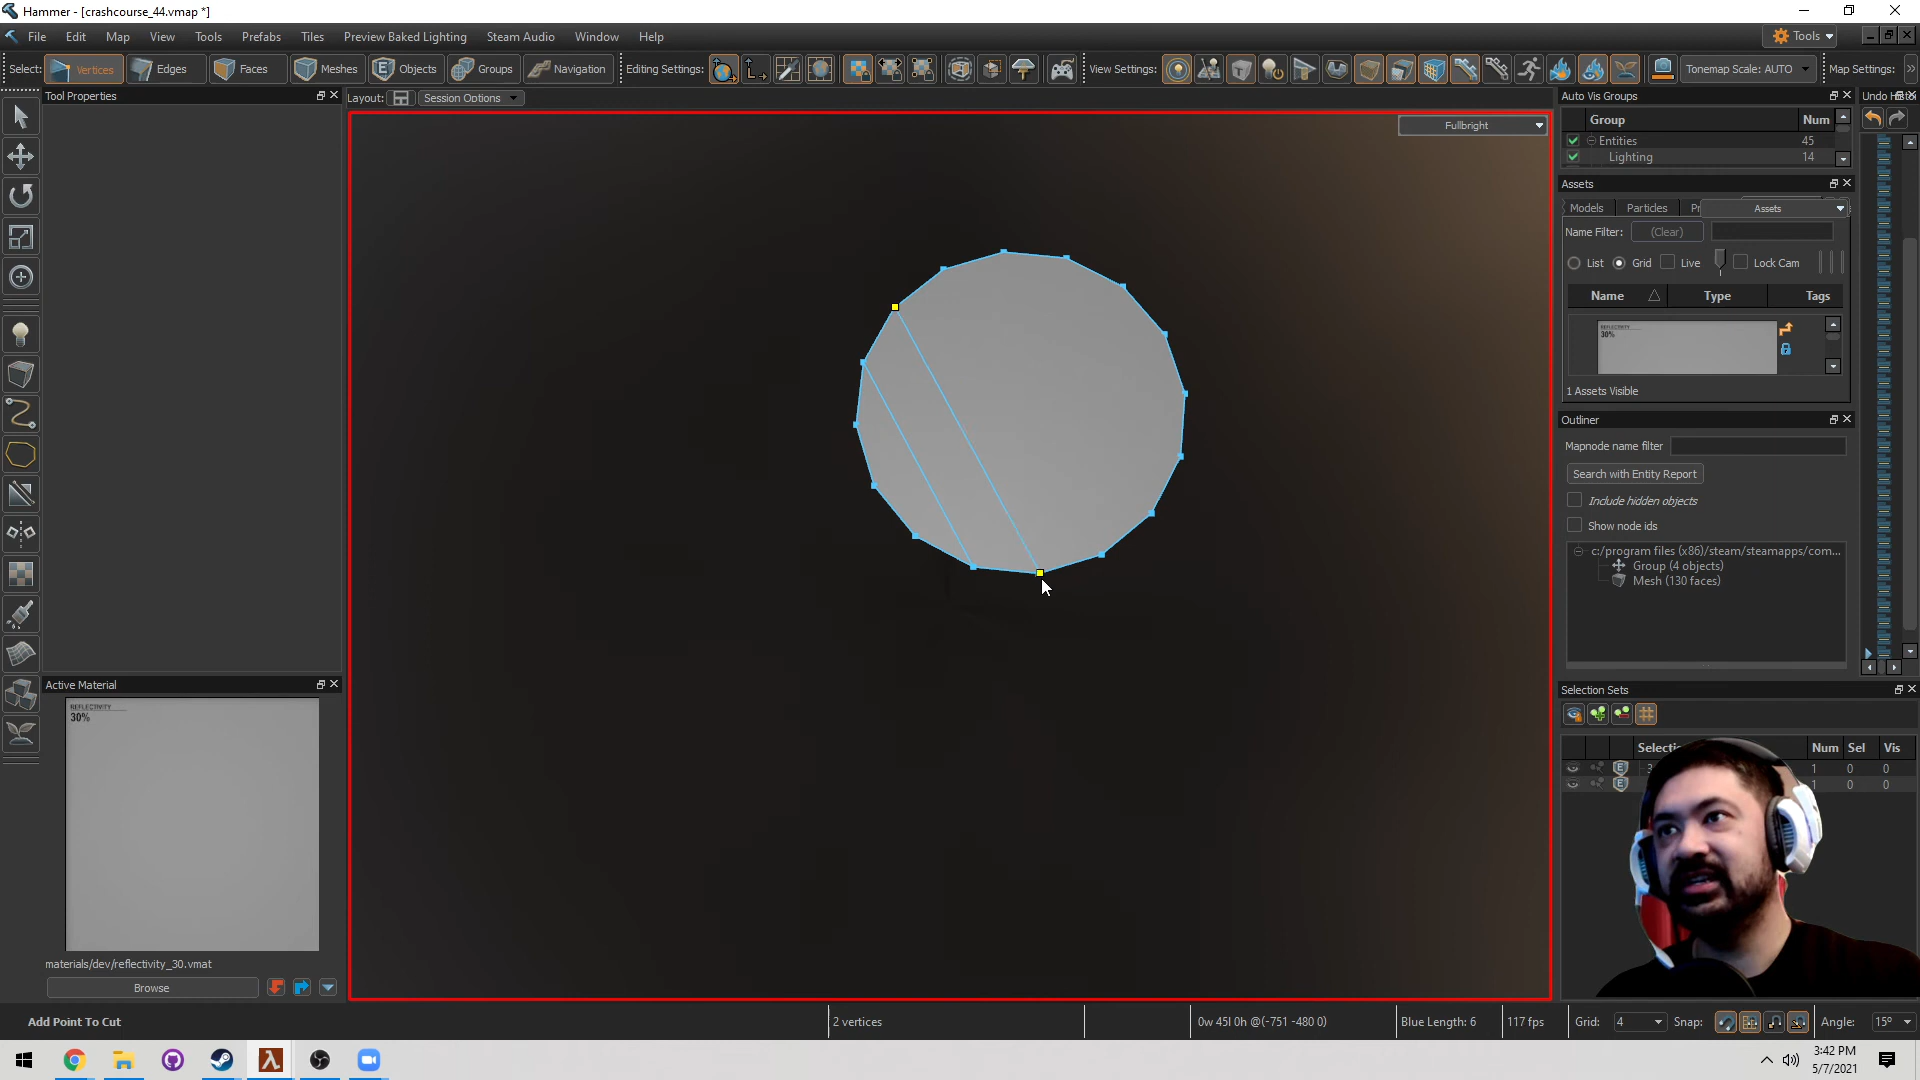 Hammer - [crashcourse_44.vmap *]
File Edit Map View Tools Prefabs Tiles Preview Baked Lighting Steam Audio Window Help
Tools
Select: Vertices Edges Faces Meshes Objects Groups Navigation Editing Settings: View Settings: Tonemap Scale: AUTO Map Settings:
Tool Properties
Layout: Session Options
Fullbright
Auto Vis Groups
Group Num
Entities 45
Lighting 14
Assets
Models Particles Assets
Name Filter: (Clear)
List Grid Live Lock Cam
Name Type Tags
REFLECTIVITY
30%
1 Assets Visible
Outliner
Mapnode name filter
Search with Entity Report
Include hidden objects
Show node ids
c:/program files (x86)/steam/steamapps/com...
Group (4 objects)
Mesh (130 faces)
Selection Sets
Num Sel Vis
1 0 0
1 0 0
Active Material
REFLECTIVITY
30%
materials/dev/reflectivity_30.vmat
Browse
Add Point To Cut
2 vertices
0w 45l 0h @(-751 -480 0)
Blue Length: 6
117 fps
Grid: 4
Snap:
Angle: 15º
3:42 PM
5/7/2021